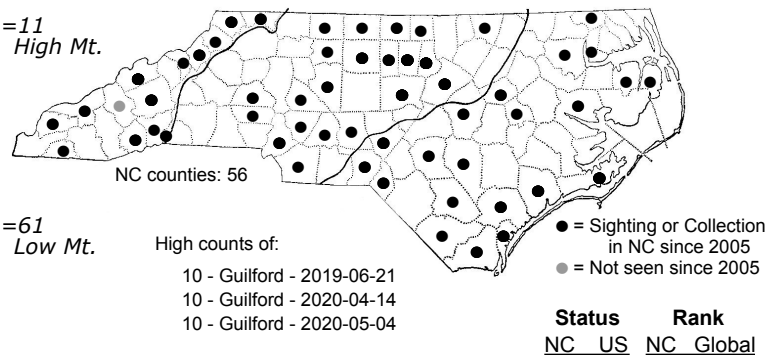 =11
High Mt.
NC counties: 56
=61
Low Mt.
High counts of:
10 - Guilford - 2019-06-21
10 - Guilford - 2020-04-14
10 - Guilford - 2020-05-04
● = Sighting or Collection
in NC since 2005
● = Not seen since 2005
Status Rank
NC US NC Global